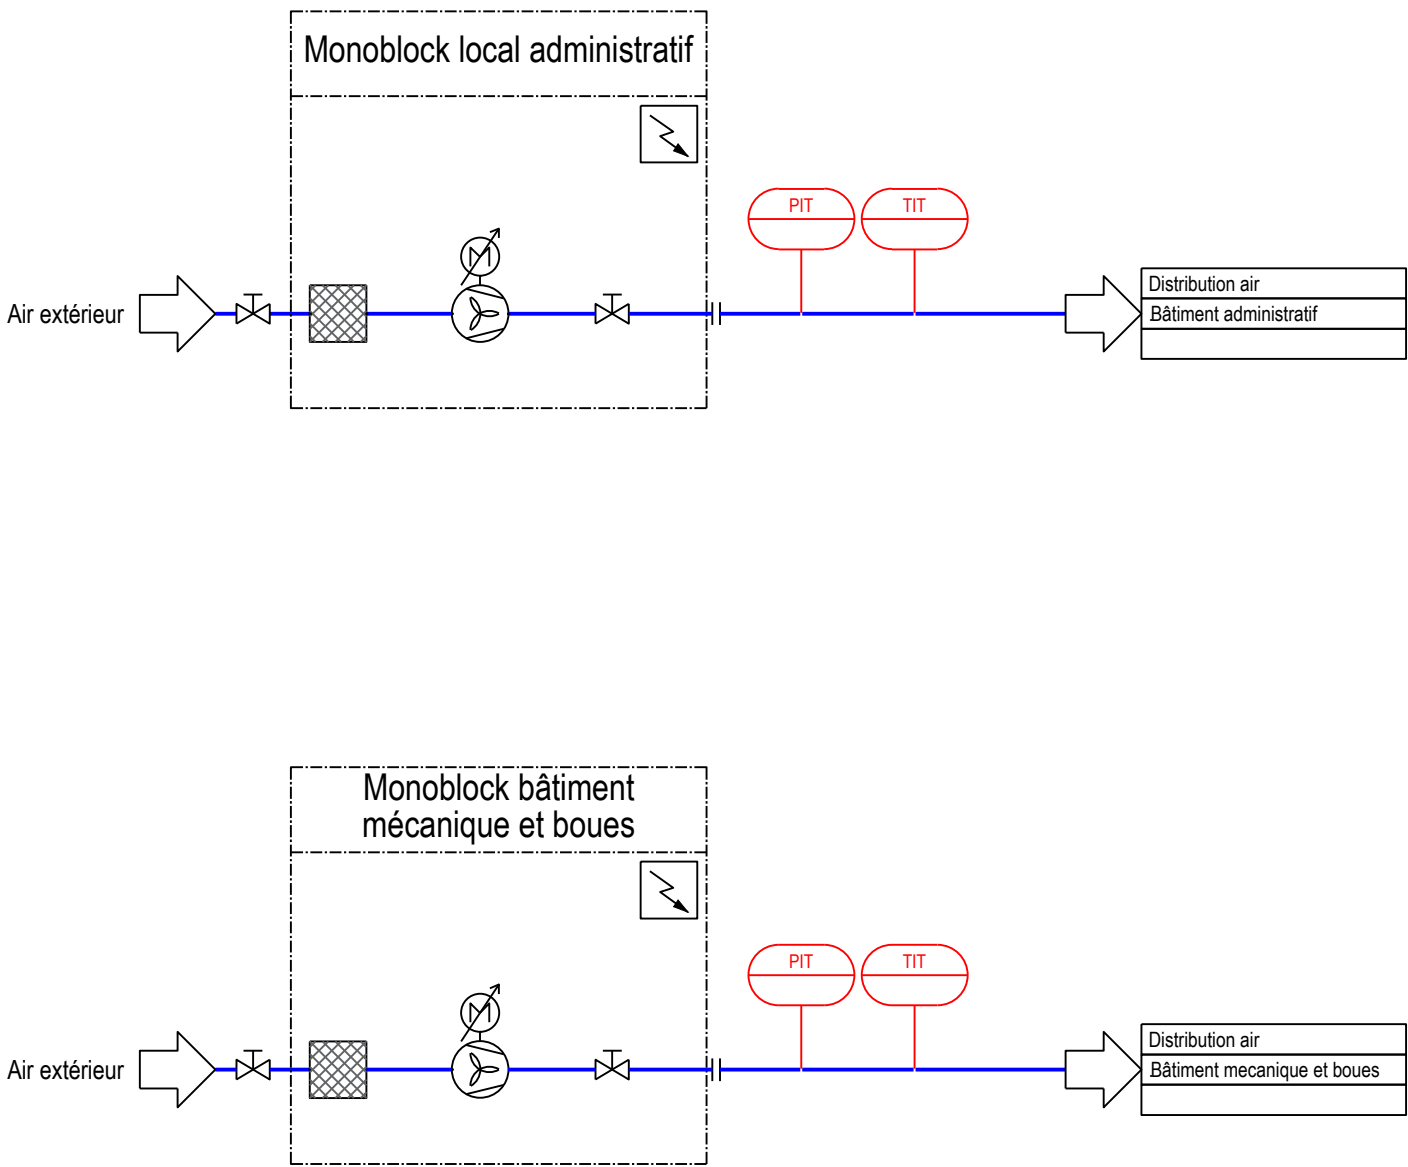 Monoblock local administratif
PIT
TIT
M
Air extérieur
Distribution air
Bâtiment administratif
Monoblock bâtiment
mécanique et boues
PIT
TIT
M
Air extérieur
Distribution air
Bâtiment mecanique et boues